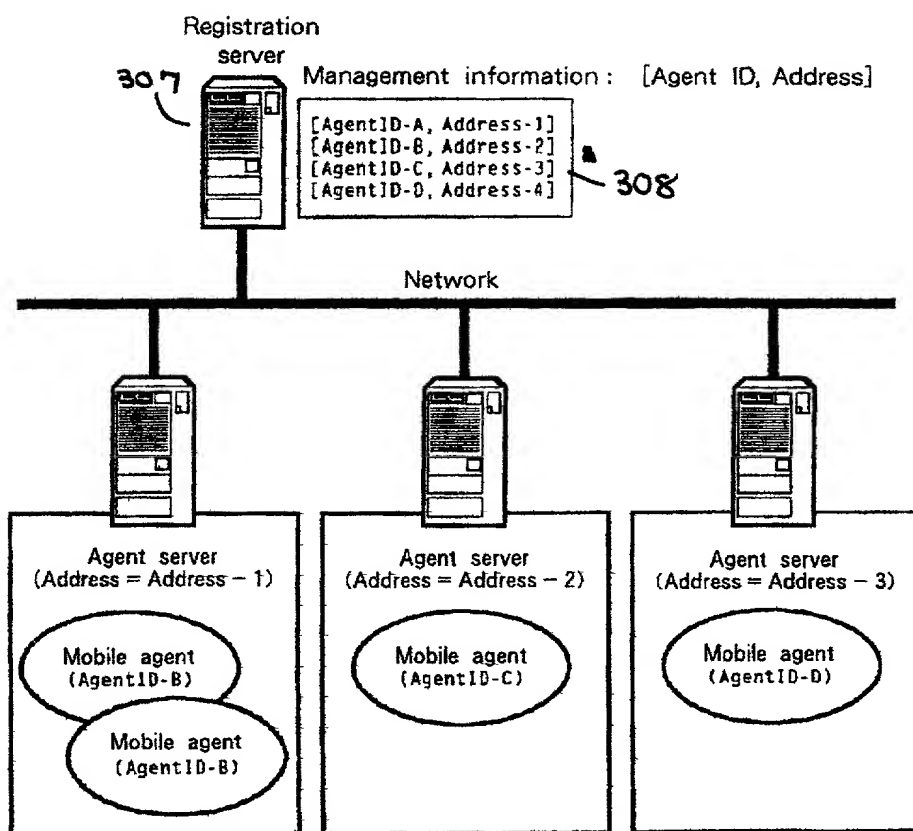 Registration
server
307
Management information : [Agent ID, Address]
[AgentID-A, Address-1]
[AgentID-B, Address-2]
[AgentID-C, Address-3]
[AgentID-D, Address-4]
308
Network
Agent server
(Address = Address – 1)
Mobile agent
(AgentID-B)
Mobile agent
(AgentID-B)
Agent server
(Address = Address – 2)
Mobile agent
(AgentID-C)
Agent server
(Address = Address – 3)
Mobile agent
(AgentID-D)